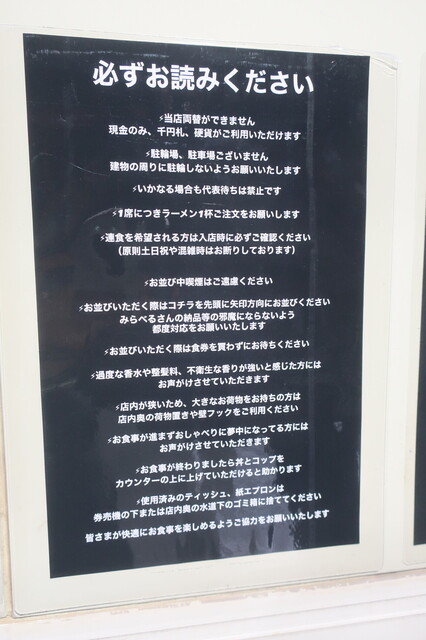 必ずお読みください
⚡当店両替ができません
現金のみ、千円札、硬貨がご利用いただけます
⚡駐輪場、駐車場ございません
建物の周りに駐輪しないようお願いいたします
⚡いかなる場合も代表待ちは禁止です
⚡1席につきラーメン1杯ご注文をお願いします
⚡連食を希望される方は入店時に必ずご確認ください
（原則土日祝や混雑時はお断りしております）
⚡お並び中喫煙はご遠慮ください
⚡お並びいただく際はコチラを先頭に矢印方向にお並びください
みらべるさんの納品等の邪魔にならないよう
都度対応をお願いいたします
⚡お並びいただく際は食券を買わずにお待ちください
⚡過度な香水や整髪料、不衛生な香りが強いと感じた方には
お声がけさせていただきます
⚡店内が狭いため、大きなお荷物をお持ちの方は
店内奥の荷物置きや壁フックをご利用ください
⚡お食事が進まずおしゃべりに夢中になってる方には
お声がけさせていただきます
⚡お食事が終わりましたら丼とコップを
カウンターの上に上げていただけると助かります
⚡使用済みのティッシュ、紙エプロンは
券売機の下または店内奥の水道下のゴミ箱に捨ててください
皆さまが快適にお食事を楽しめるようご協力をお願いいたします